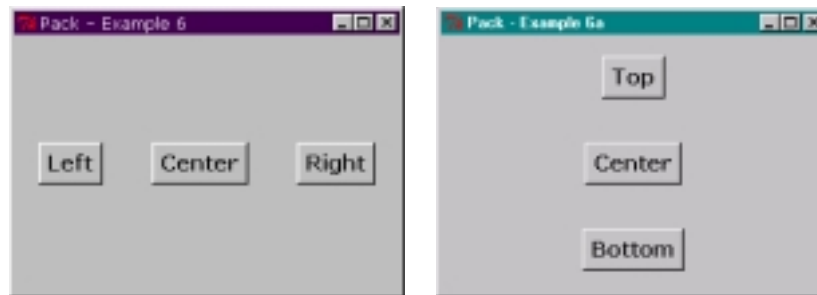 Pack - Example 6
Left Center Right
Pack - Example 6a
Top
Center
Bottom